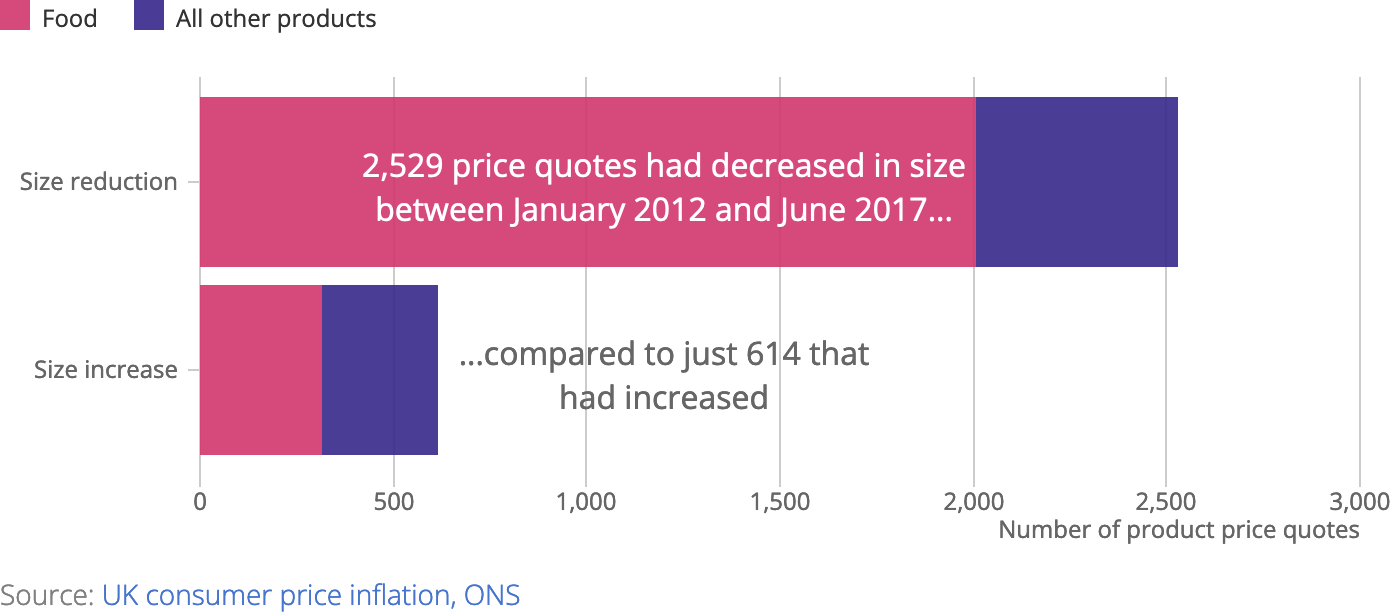 Food
All other products
Size reduction
2,529 price quotes had decreased in size
between January 2012 and June 2017...
Size increase
...compared to just 614 that
had increased
0
500
1,000
1,500
2,000
2,500
3,000
Number of product price quotes
Source: UK consumer price inflation, ONS